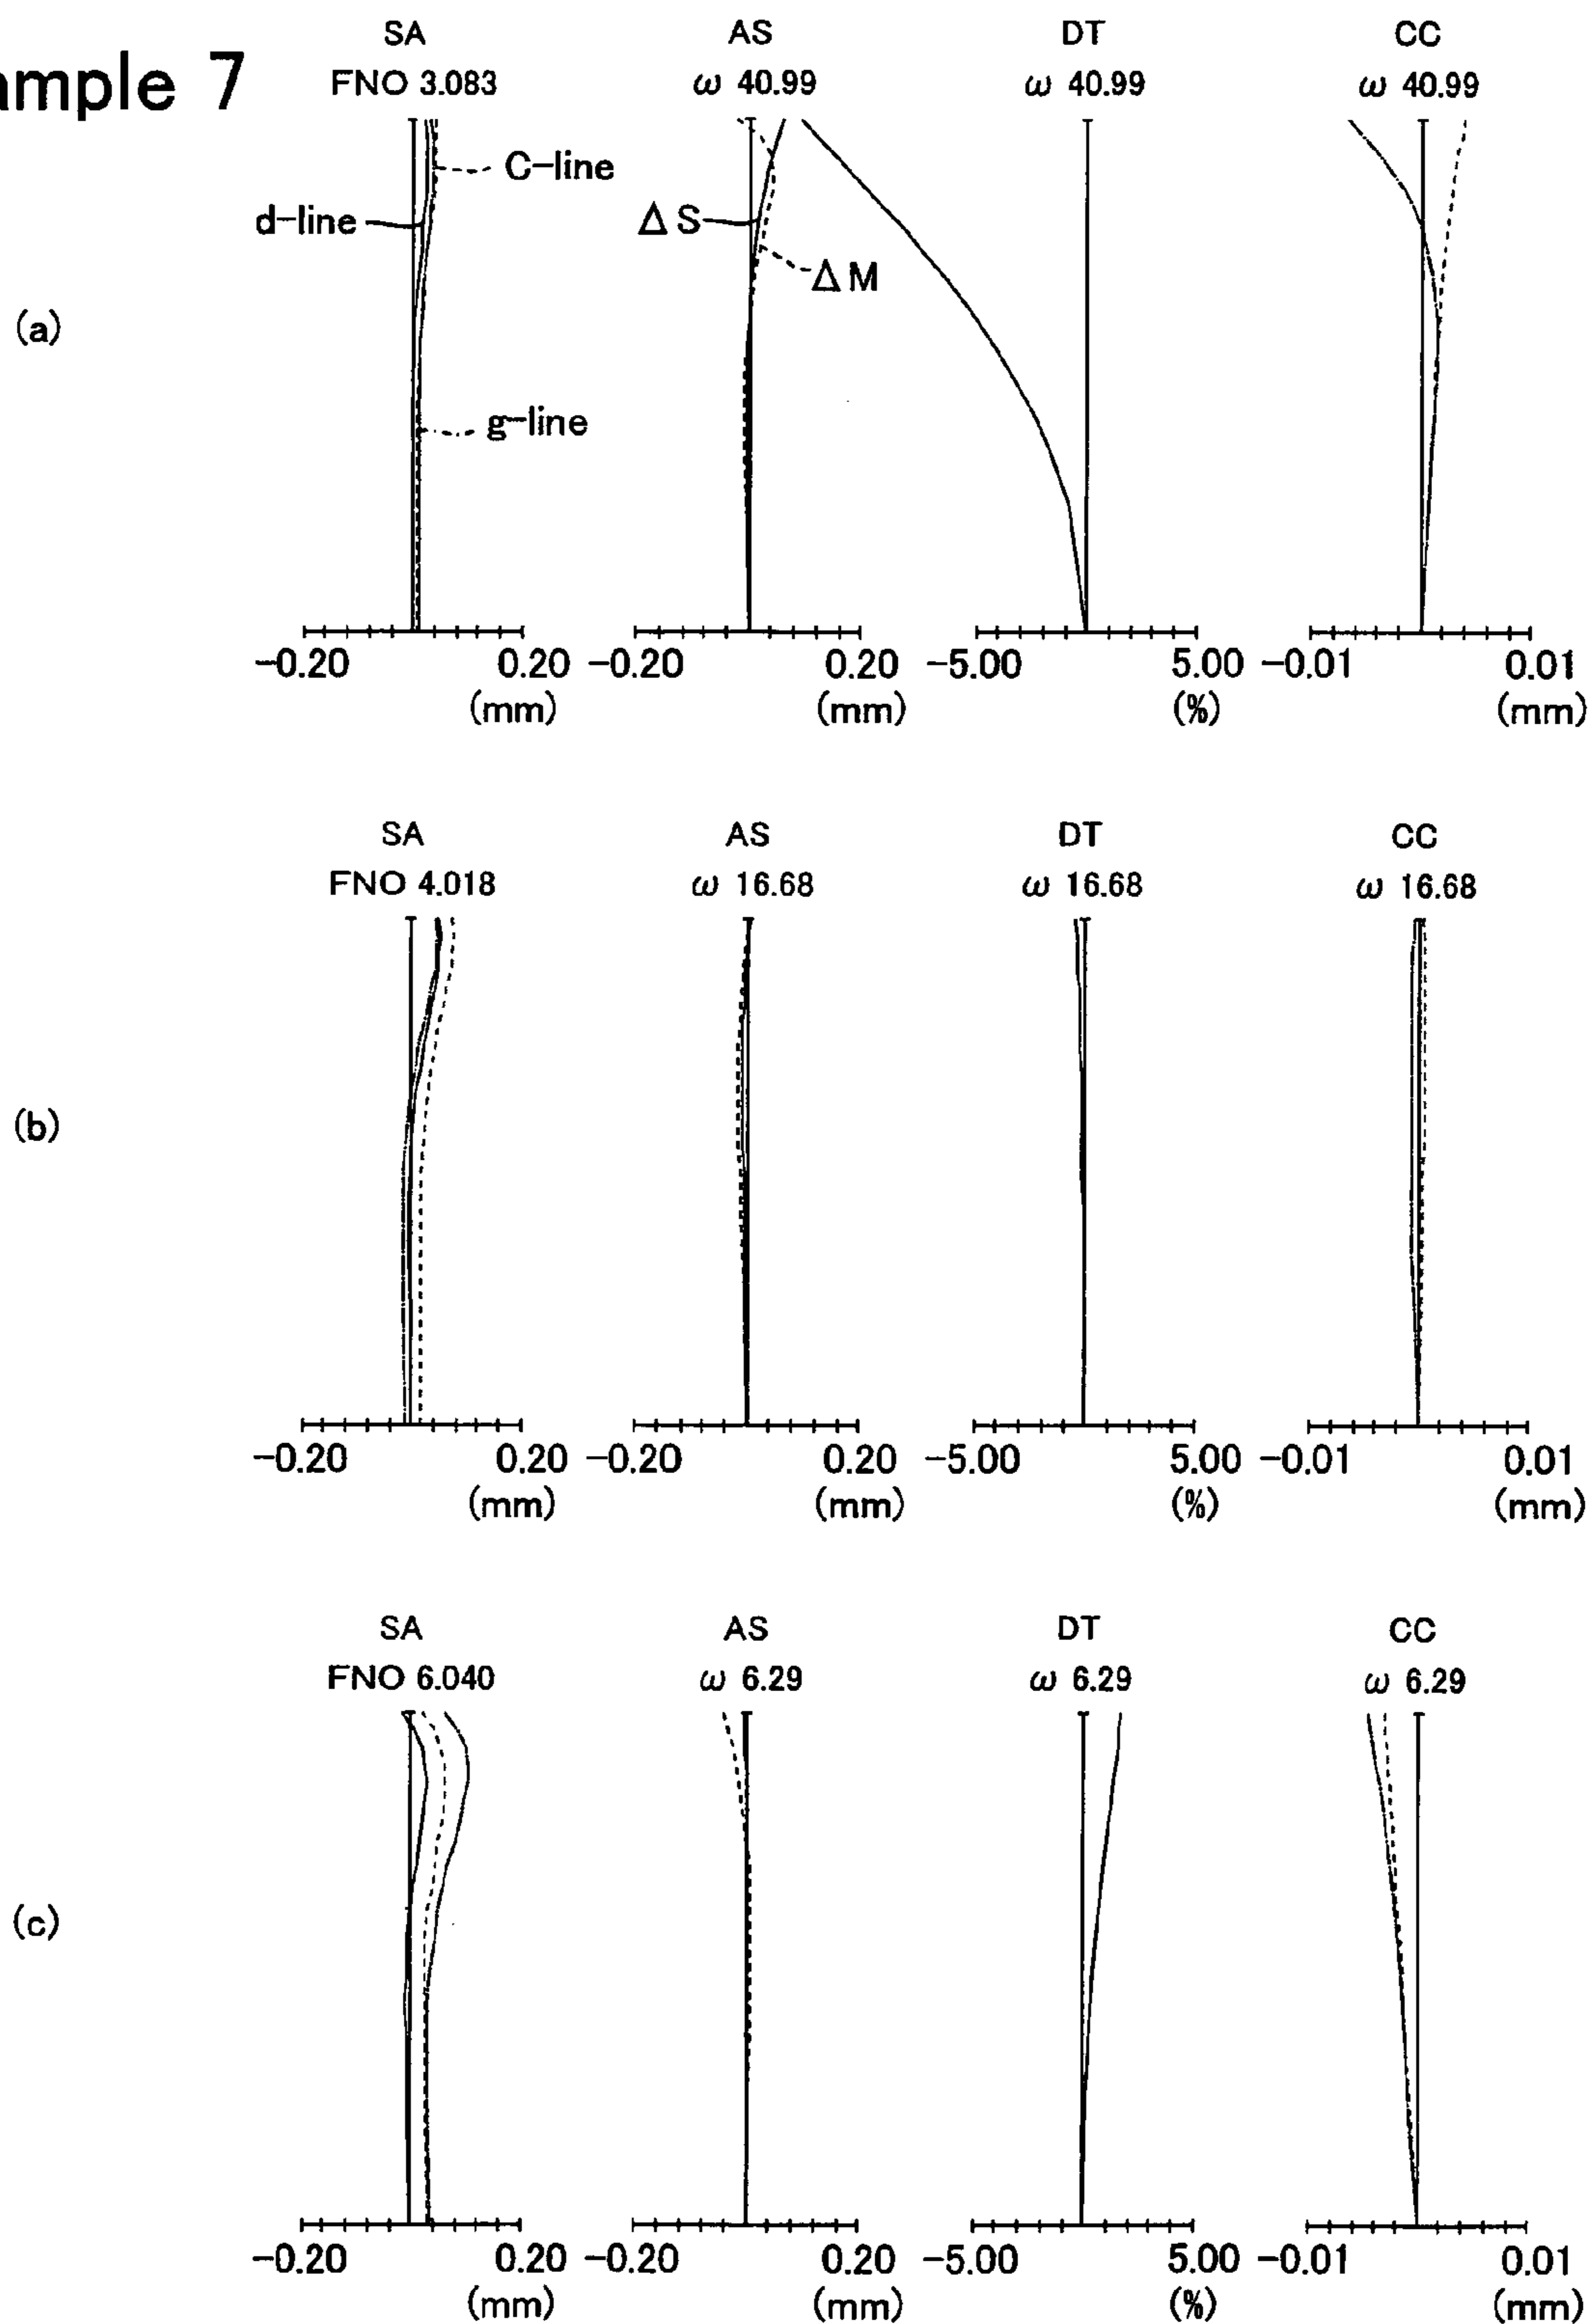 SA AS DT CC
ample 7 FNO 3.083 ω 40.99 ω 40.99 ω 40.99
C-line
d-line ΔS
ΔM
(a)
g-line
-0.20 0.20 -0.20 0.20 -5.00 5.00 -0.01 0.01
(mm) (mm) (%) (mm)
SA AS DT CC
FNO 4.018 ω 16.68 ω 16.68 ω 16.68
(b)
-0.20 0.20 -0.20 0.20 -5.00 5.00 -0.01 0.01
(mm) (mm) (%) (mm)
SA AS DT CC
FNO 6.040 ω 6.29 ω 6.29 ω 6.29
(c)
-0.20 0.20 -0.20 0.20 -5.00 5.00 -0.01 0.01
(mm) (mm) (%) (mm)